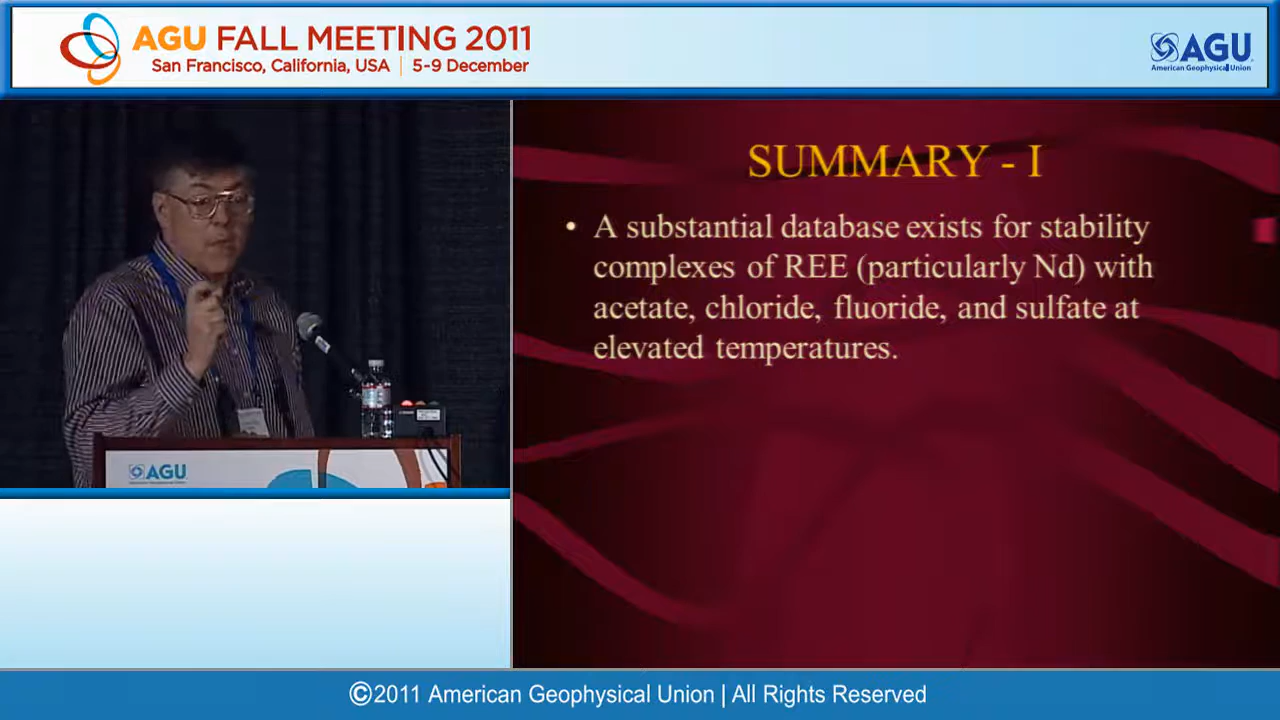 AGU FALL MEETING 2011
San Francisco, California, USA | 5-9 December
AGU
American Geophysical Union
SUMMARY - I
• A substantial database exists for stability
complexes of REE (particularly Nd) with
acetate, chloride, fluoride, and sulfate at
elevated temperatures.
AGU
©2011 American Geophysical Union | All Rights Reserved